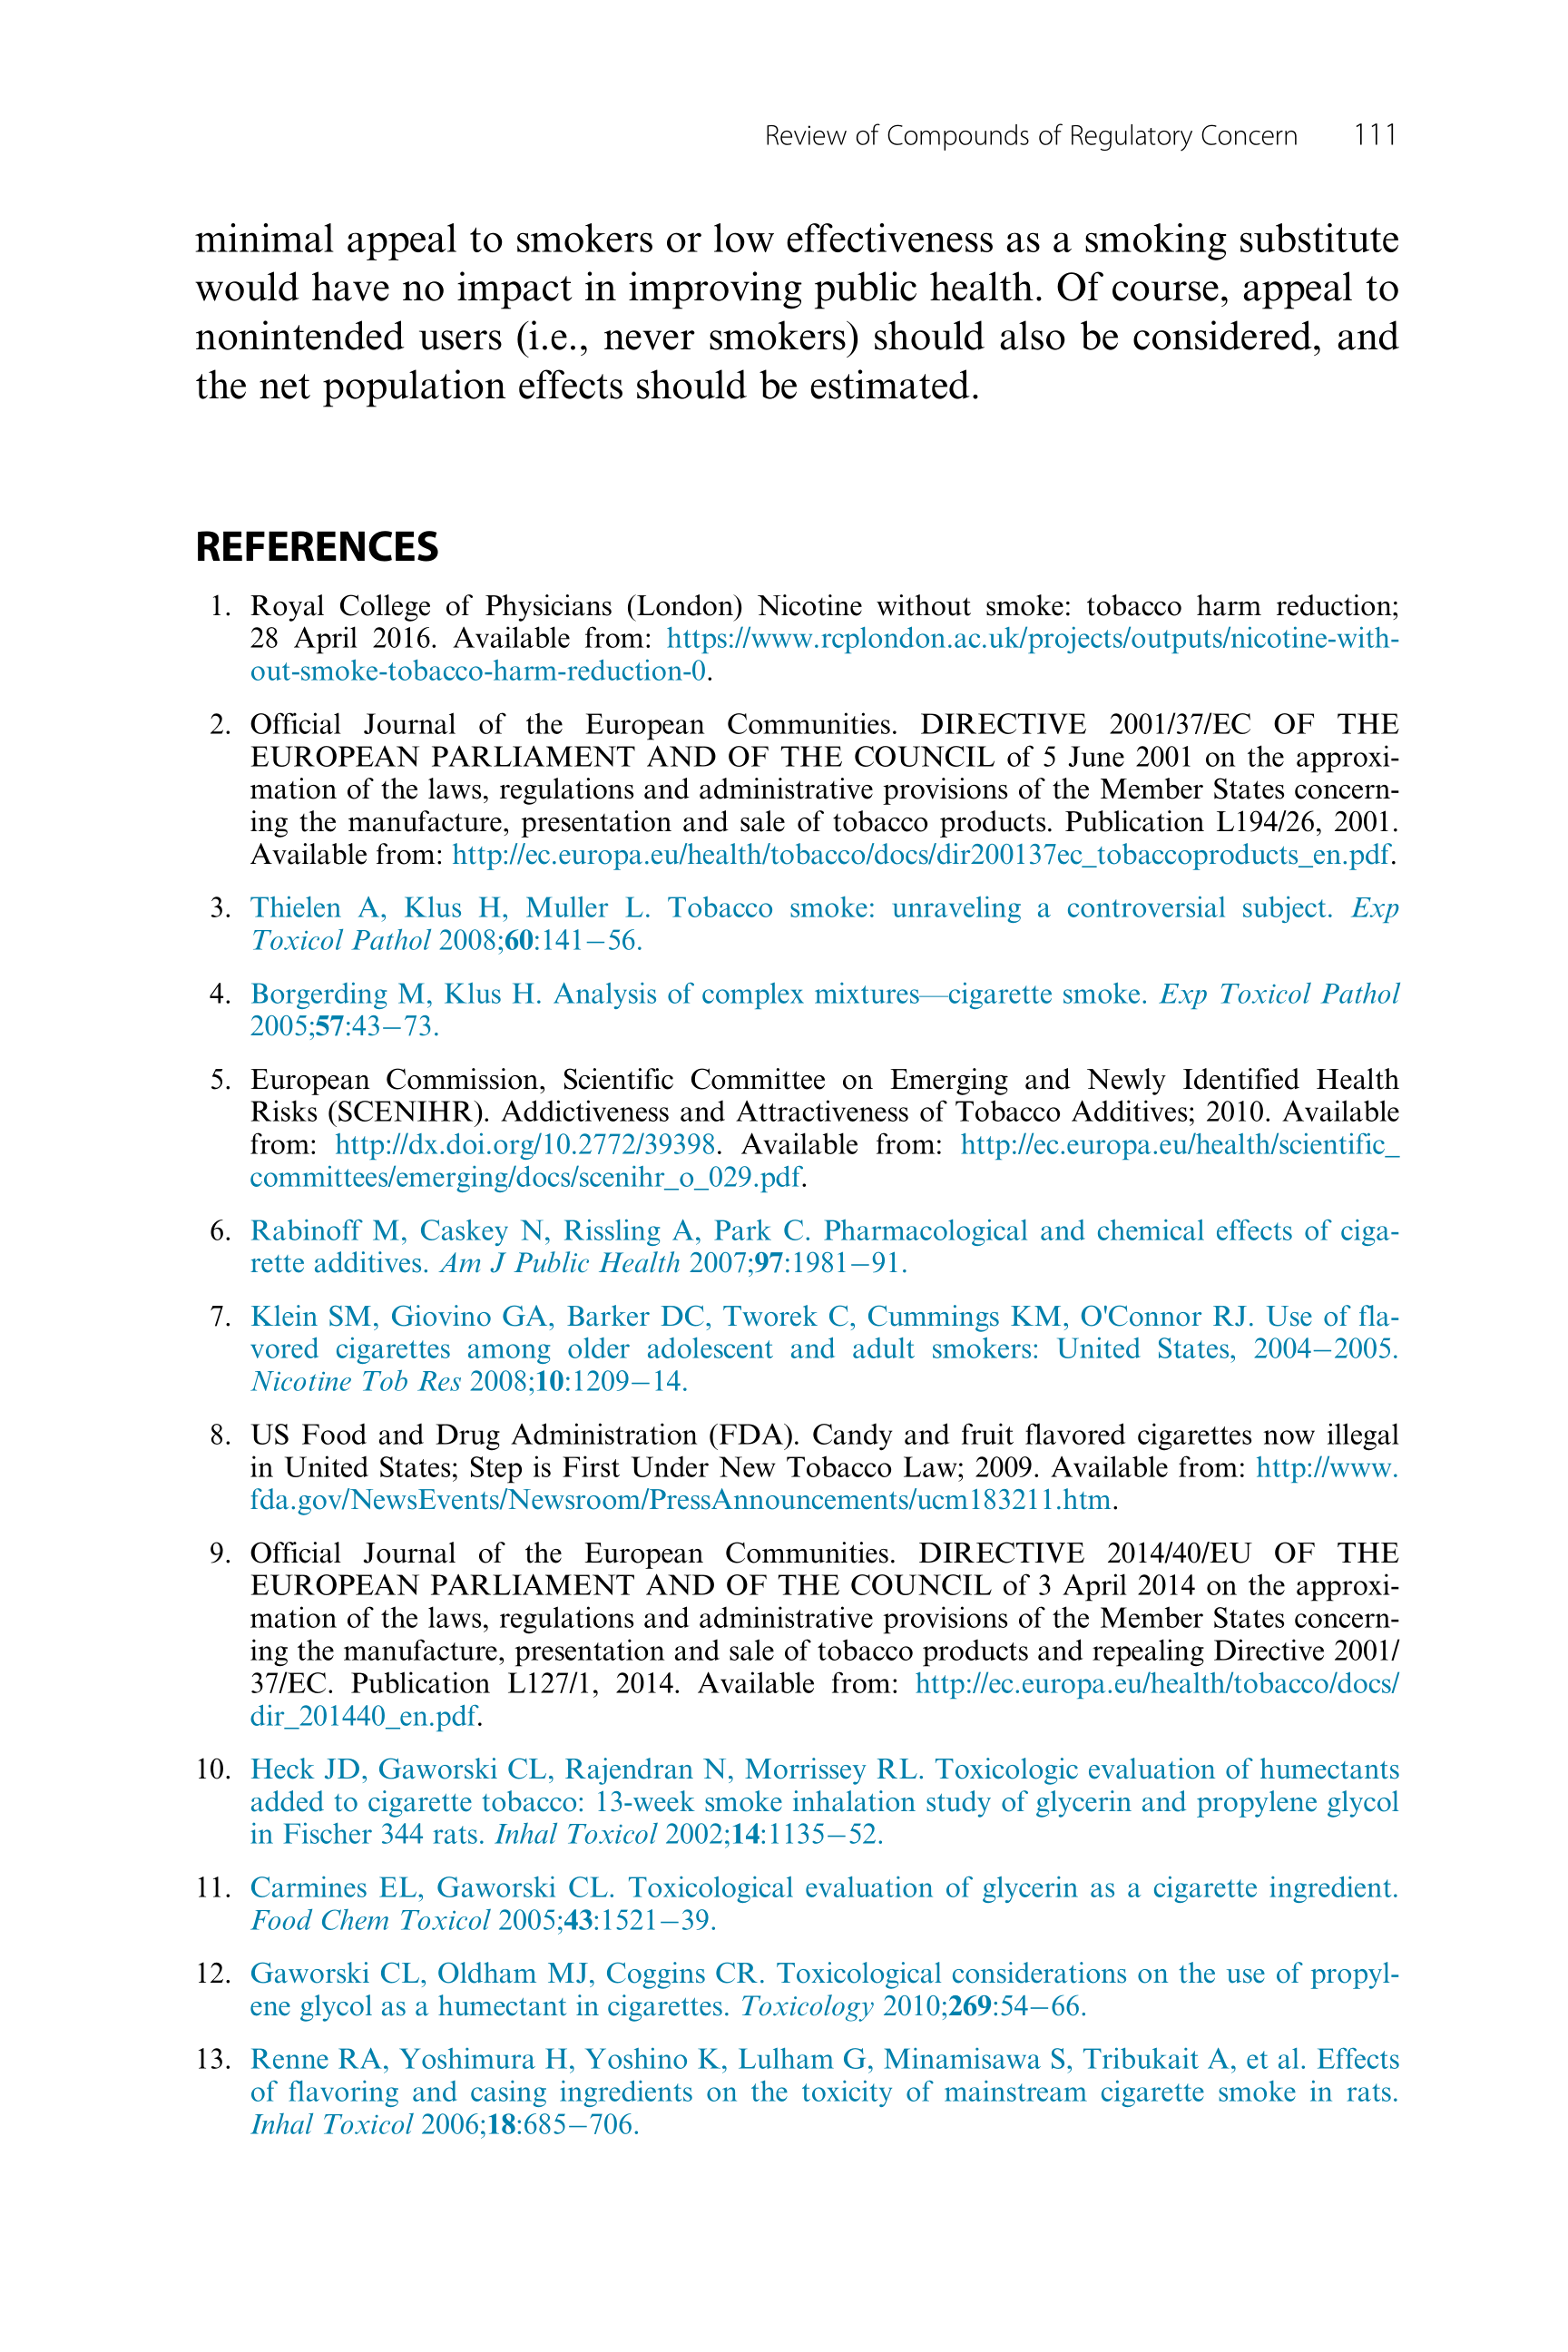 Review of Compounds of Regulatory Concern 111
minimal appeal to smokers or low effectiveness as a smoking substitute
would have no impact in improving public health. Of course, appeal to
nonintended users (i.e., never smokers) should also be considered, and
the net population effects should be estimated.
REFERENCES
1. Royal College of Physicians (London) Nicotine without smoke: tobacco harm reduction;
28 April 2016. Available from: https://www.rcplondon.ac.uk/projects/outputs/nicotine-with-
out-smoke-tobacco-harm-reduction-0.
2. Official Journal of the European Communities. DIRECTIVE 2001/37/EC OF THE
EUROPEAN PARLIAMENT AND OF THE COUNCIL of 5 June 2001 on the approxi-
mation of the laws, regulations and administrative provisions of the Member States concern-
ing the manufacture, presentation and sale of tobacco products. Publication L194/26, 2001.
Available from: http://ec.europa.eu/health/tobacco/docs/dir200137ec_tobaccoproducts_en.pdf.
3. Thielen A, Klus H, Muller L. Tobacco smoke: unraveling a controversial subject. Exp
Toxicol Pathol 2008;60:141–56.
4. Borgerding M, Klus H. Analysis of complex mixtures—cigarette smoke. Exp Toxicol Pathol
2005;57:43–73.
5. European Commission, Scientific Committee on Emerging and Newly Identified Health
Risks (SCENIHR). Addictiveness and Attractiveness of Tobacco Additives; 2010. Available
from: http://dx.doi.org/10.2772/39398. Available from: http://ec.europa.eu/health/scientific_
committees/emerging/docs/scenihr_o_029.pdf.
6. Rabinoff M, Caskey N, Rissling A, Park C. Pharmacological and chemical effects of ciga-
rette additives. Am J Public Health 2007;97:1981–91.
7. Klein SM, Giovino GA, Barker DC, Tworek C, Cummings KM, O'Connor RJ. Use of fla-
vored cigarettes among older adolescent and adult smokers: United States, 2004–2005.
Nicotine Tob Res 2008;10:1209–14.
8. US Food and Drug Administration (FDA). Candy and fruit flavored cigarettes now illegal
in United States; Step is First Under New Tobacco Law; 2009. Available from: http://www.
fda.gov/NewsEvents/Newsroom/PressAnnouncements/ucm183211.htm.
9. Official Journal of the European Communities. DIRECTIVE 2014/40/EU OF THE
EUROPEAN PARLIAMENT AND OF THE COUNCIL of 3 April 2014 on the approxi-
mation of the laws, regulations and administrative provisions of the Member States concern-
ing the manufacture, presentation and sale of tobacco products and repealing Directive 2001/
37/EC. Publication L127/1, 2014. Available from: http://ec.europa.eu/health/tobacco/docs/
dir_201440_en.pdf.
10. Heck JD, Gaworski CL, Rajendran N, Morrissey RL. Toxicologic evaluation of humectants
added to cigarette tobacco: 13-week smoke inhalation study of glycerin and propylene glycol
in Fischer 344 rats. Inhal Toxicol 2002;14:1135–52.
11. Carmines EL, Gaworski CL. Toxicological evaluation of glycerin as a cigarette ingredient.
Food Chem Toxicol 2005;43:1521–39.
12. Gaworski CL, Oldham MJ, Coggins CR. Toxicological considerations on the use of propyl-
ene glycol as a humectant in cigarettes. Toxicology 2010;269:54–66.
13. Renne RA, Yoshimura H, Yoshino K, Lulham G, Minamisawa S, Tribukait A, et al. Effects
of flavoring and casing ingredients on the toxicity of mainstream cigarette smoke in rats.
Inhal Toxicol 2006;18:685–706.